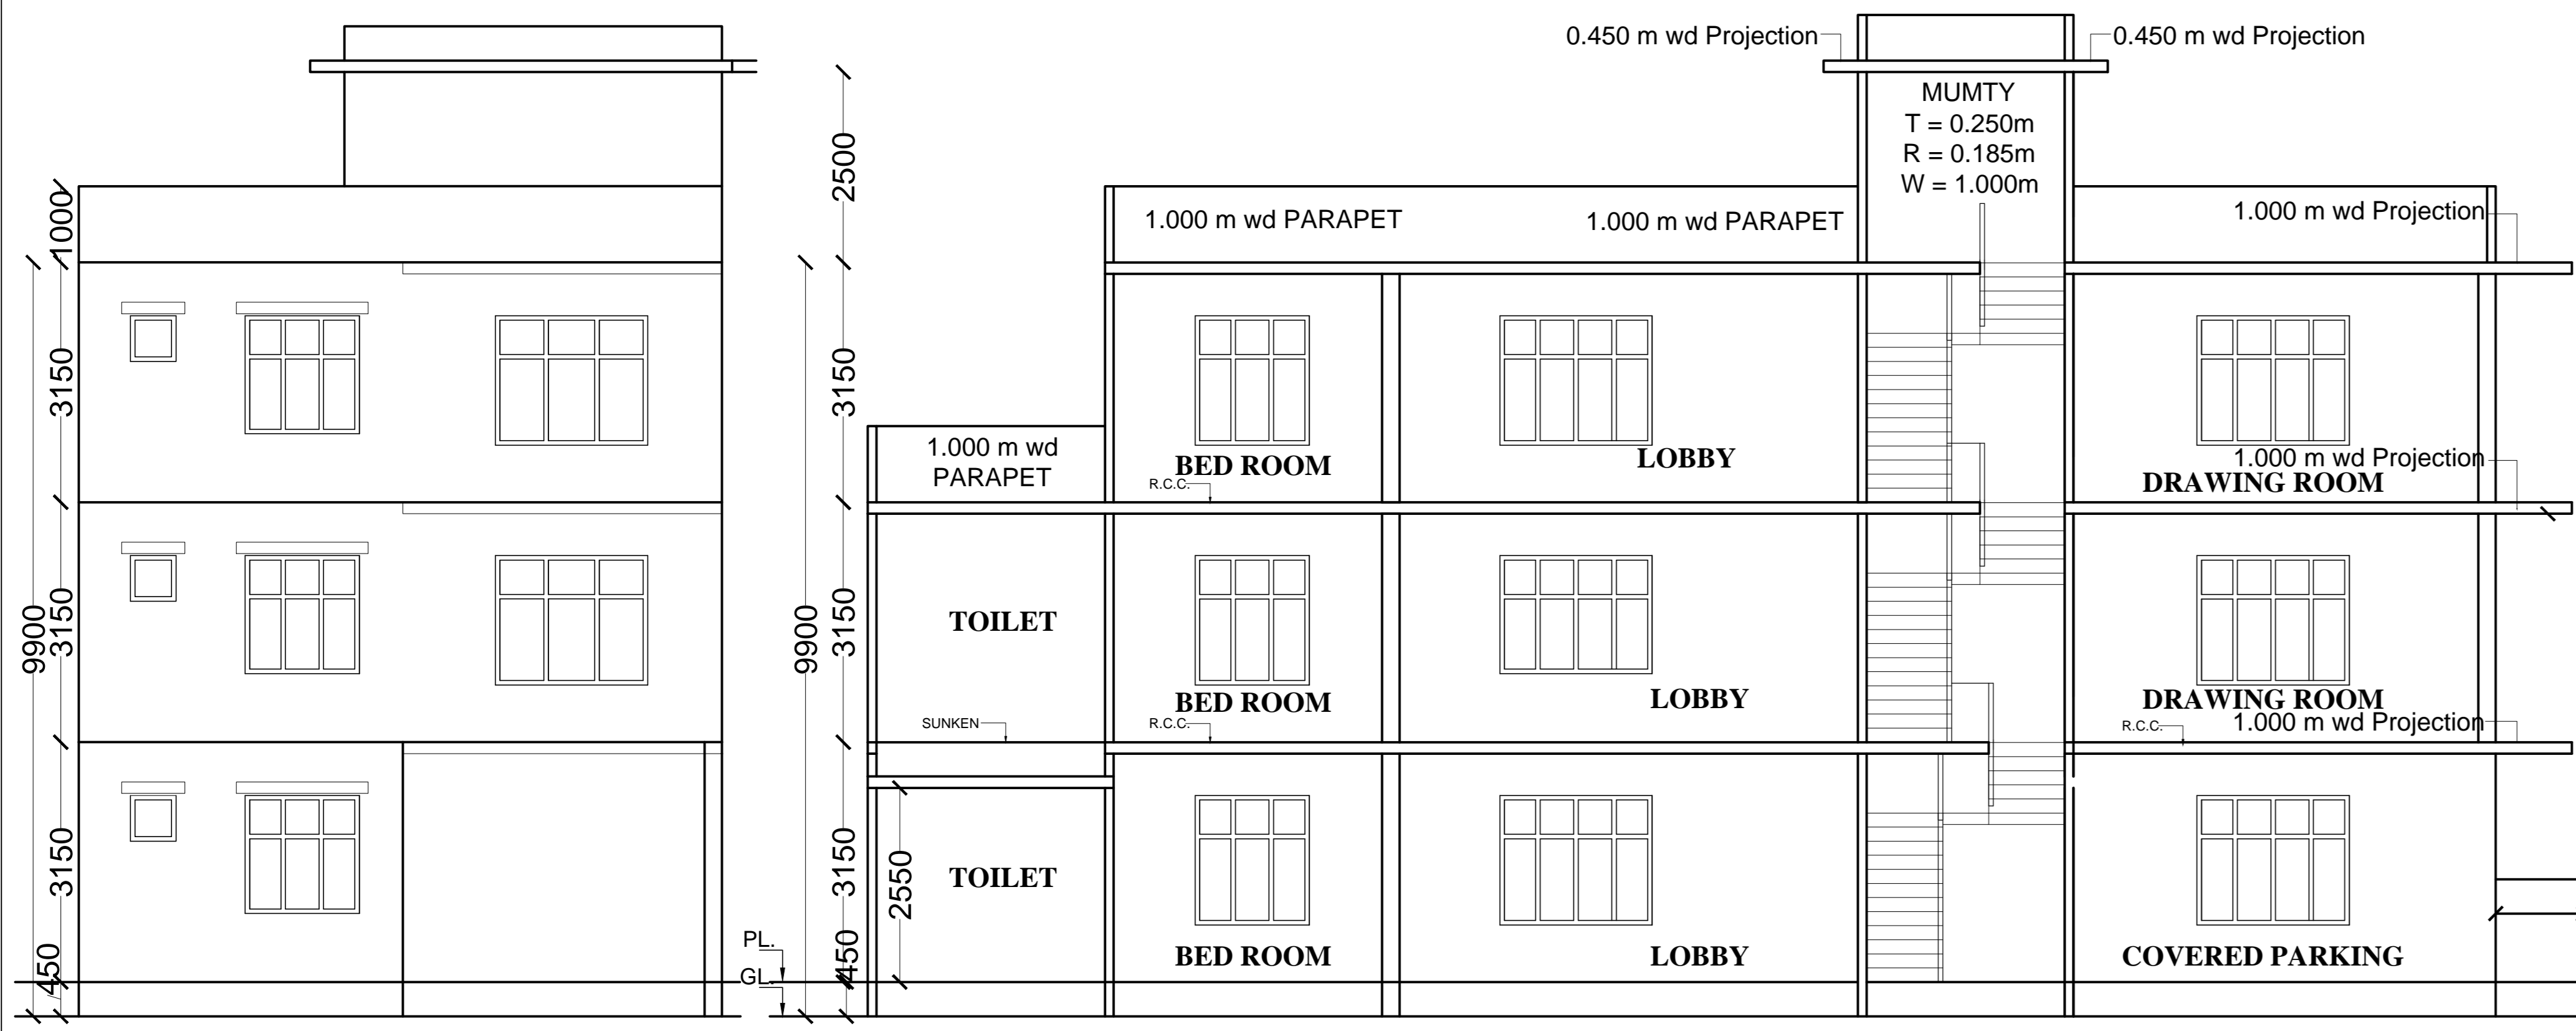 0.450 m wd Projection
0.450 m wd Projection
MUMTY
T = 0.250m
R = 0.185m
W = 1.000m
2500
1000
1.000 m wd PARAPET
1.000 m wd PARAPET
1.000 m wd Projection
3150
3150
1.000 m wd
PARAPET
BED ROOM
LOBBY
1.000 m wd Projection
DRAWING ROOM
R.C.C.
9900
3150
9900
3150
TOILET
BED ROOM
LOBBY
DRAWING ROOM
SUNKEN
R.C.C.
R.C.C.
1.000 m wd Projection
3150
3150
2550
TOILET
PL.
450
450
BED ROOM
LOBBY
COVERED PARKING
GL.